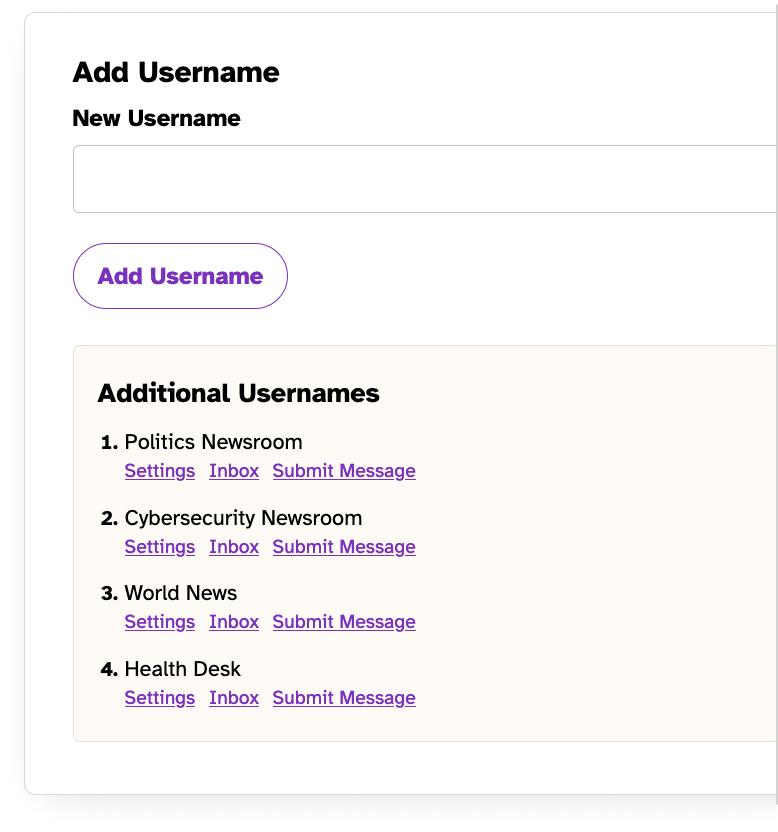 Add Username
New Username
Add Username
Additional Usernames
1. Politics Newsroom
Settings Inbox Submit Message
2. Cybersecurity Newsroom
Settings Inbox Submit Message
3. World News
Settings Inbox Submit Message
4. Health Desk
Settings Inbox Submit Message